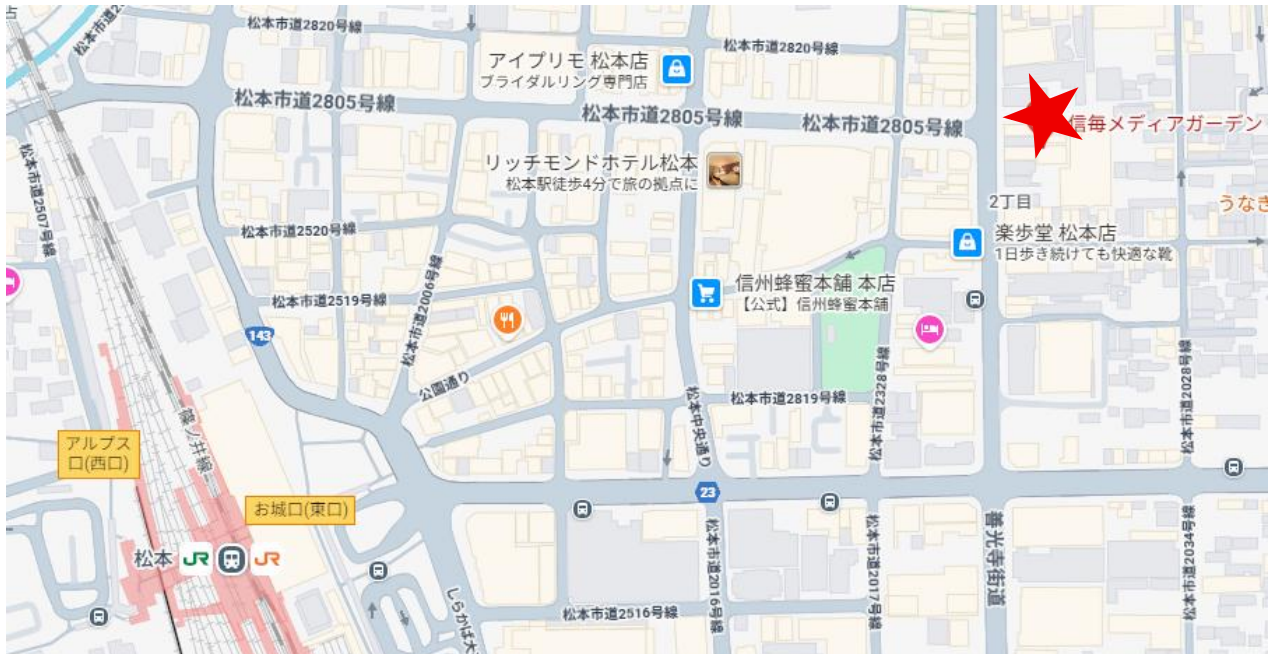 店
松本市道2820号線
松本市道2820号線
アイプリモ 松本店
ブライダルリング専門店
松本市道2805号線
松本市道2805号線
松本市道2805号線
信毎メディアガーデン
松本市道2507号線
リッチモンドホテル松本
松本駅徒歩4分で旅の拠点に
2丁目
うなぎ
楽歩堂 松本店
1日歩き続けても快適な靴
松本市道2520号線
松本市道2006号線
信州蜂蜜本舗 本店
【公式】信州蜂蜜本舗
松本市道2519号線
143
公園通り
松本市道2328号線
松本市道2028号線
松本市道2819号線
松本中央通り
篠ノ井線
アルプス
口(西口)
お城口(東口)
23
松本 JR JR
松本市道2016号線
松本市道2017号線
善光寺街道
松本市道2034号線
しらかば大
松本市道2516号線